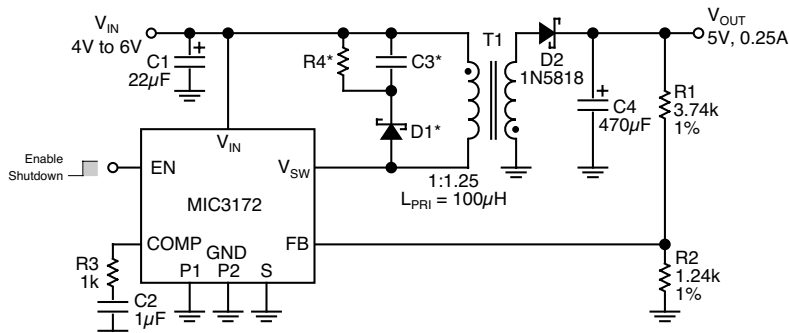 V_IN
4V to 6V
C1
22µF
R4*
C3*
D1*
T1
D2
1N5818
V_OUT
5V, 0.25A
C4
470µF
R1
3.74k
1%
Enable
Shutdown
EN
V_IN
V_SW
MIC3172
1:1.25
L_PRI = 100µH
COMP
GND
FB
P1
P2
S
R3
1k
C2
1µF
R2
1.24k
1%